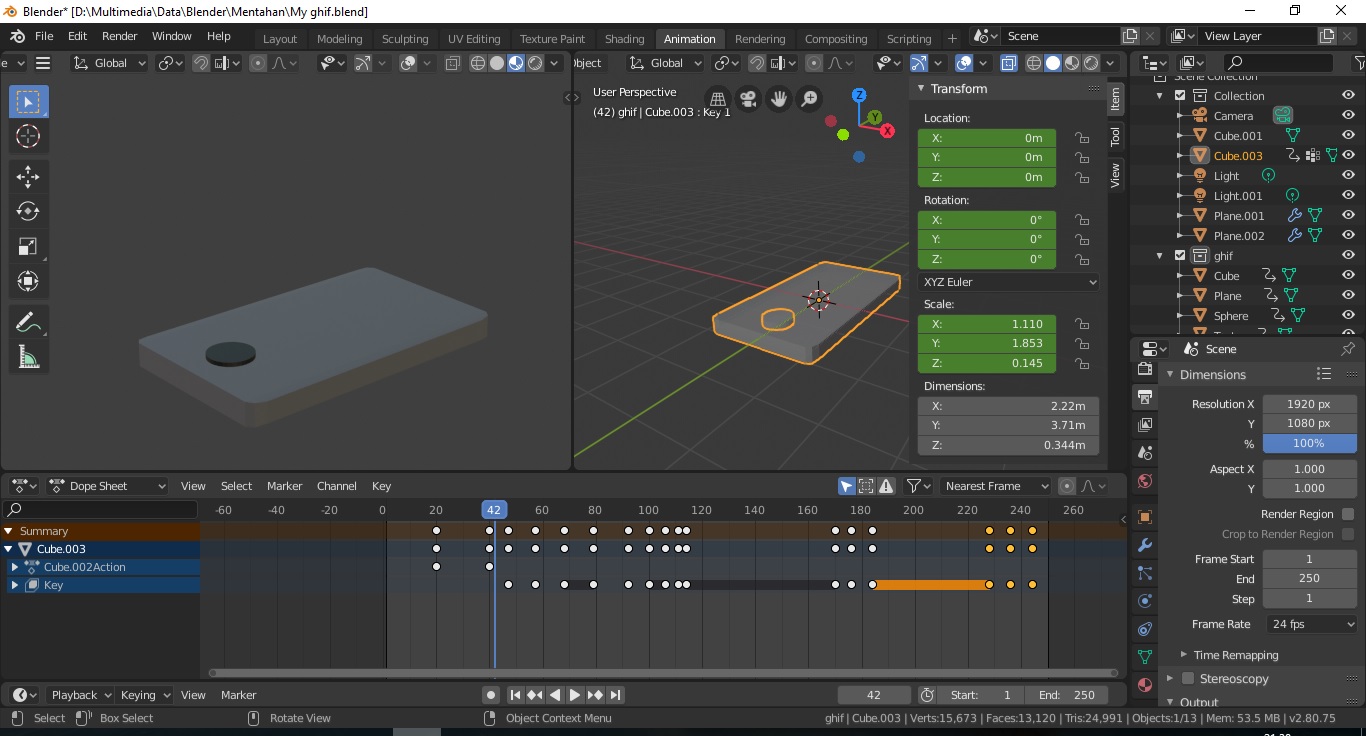 Blender* [D:\Multimedia\Data\Blender\Mentahan\My ghif.blend]
File Edit Render Window Help Layout Modeling Sculpting UV Editing Texture Paint Shading Animation Rendering Compositing Scripting + Scene View Layer
Global bject Global
User Perspective
(42) ghif | Cube.003 : Key 1
Z
Y
X
Transform
Location:
X: 0m
Y: 0m
Z: 0m
Rotation:
X: 0°
Y: 0°
Z: 0°
XYZ Euler
Scale:
X: 1.110
Y: 1.853
Z: 0.145
Dimensions:
X: 2.22m
Y: 3.71m
Z: 0.344m
Item
Tool
View
Scene Collection
Collection
Camera
Cube.001
Cube.003
Light
Light.001
Plane.001
Plane.002
ghif
Cube
Plane
Sphere
Scene
Dimensions
Resolution X 1920 px
Y 1080 px
% 100%
Aspect X 1.000
Y 1.000
Render Region
Crop to Render Region
Frame Start 1
End 250
Step 1
Frame Rate 24 fps
Time Remapping
Stereoscopy
Output
Dope Sheet View Select Marker Channel Key Nearest Frame
-60 -40 -20 0 20 42 60 80 100 120 140 160 180 200 220 240 260
Summary
Cube.003
Cube.002Action
Key
Playback Keying View Marker 42 Start: 1 End: 250
Select Box Select Rotate View Object Context Menu ghif | Cube.003 | Verts:15,673 | Faces:13,120 | Tris:24,991 | Objects:1/13 | Mem: 53.5 MB | v2.80.75